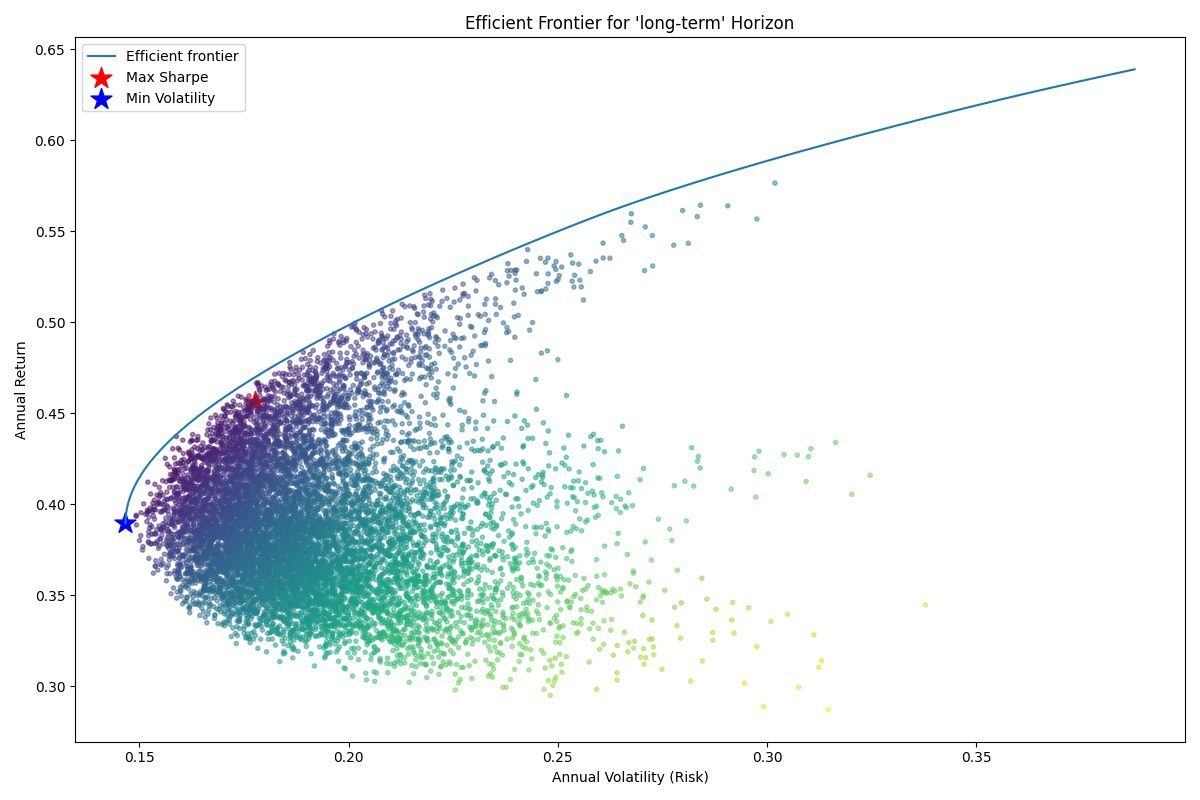 Efficient Frontier for 'long-term' Horizon
Efficient frontier
Max Sharpe
Min Volatility
Annual Return
0.65
0.60
0.55
0.50
0.45
0.40
0.35
0.30
0.15
0.20
0.25
0.30
0.35
Annual Volatility (Risk)